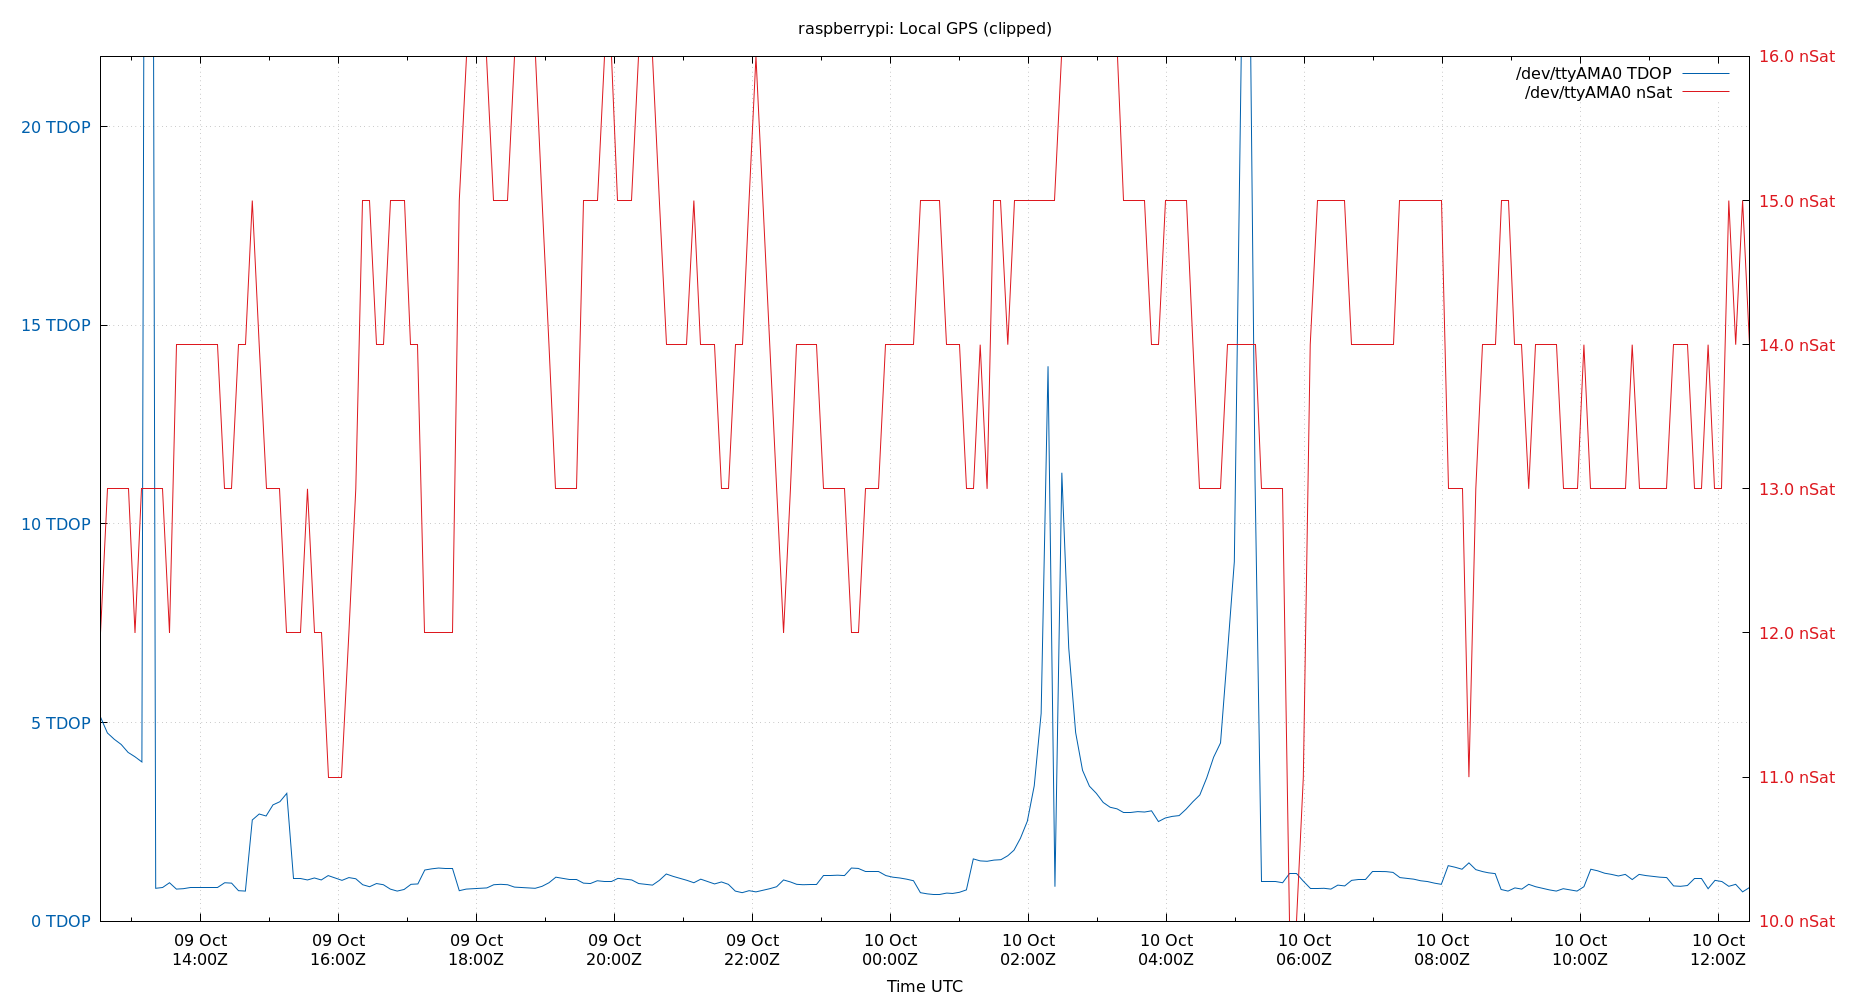 raspberrypi: Local GPS (clipped)
/dev/ttyAMA0 TDOP
/dev/ttyAMA0 nSat
20 TDOP
15 TDOP
10 TDOP
5 TDOP
0 TDOP
16.0 nSat
15.0 nSat
14.0 nSat
13.0 nSat
12.0 nSat
11.0 nSat
10.0 nSat
09 Oct
14:00Z
09 Oct
16:00Z
09 Oct
18:00Z
09 Oct
20:00Z
09 Oct
22:00Z
10 Oct
00:00Z
10 Oct
02:00Z
10 Oct
04:00Z
10 Oct
06:00Z
10 Oct
08:00Z
10 Oct
10:00Z
10 Oct
12:00Z
Time UTC